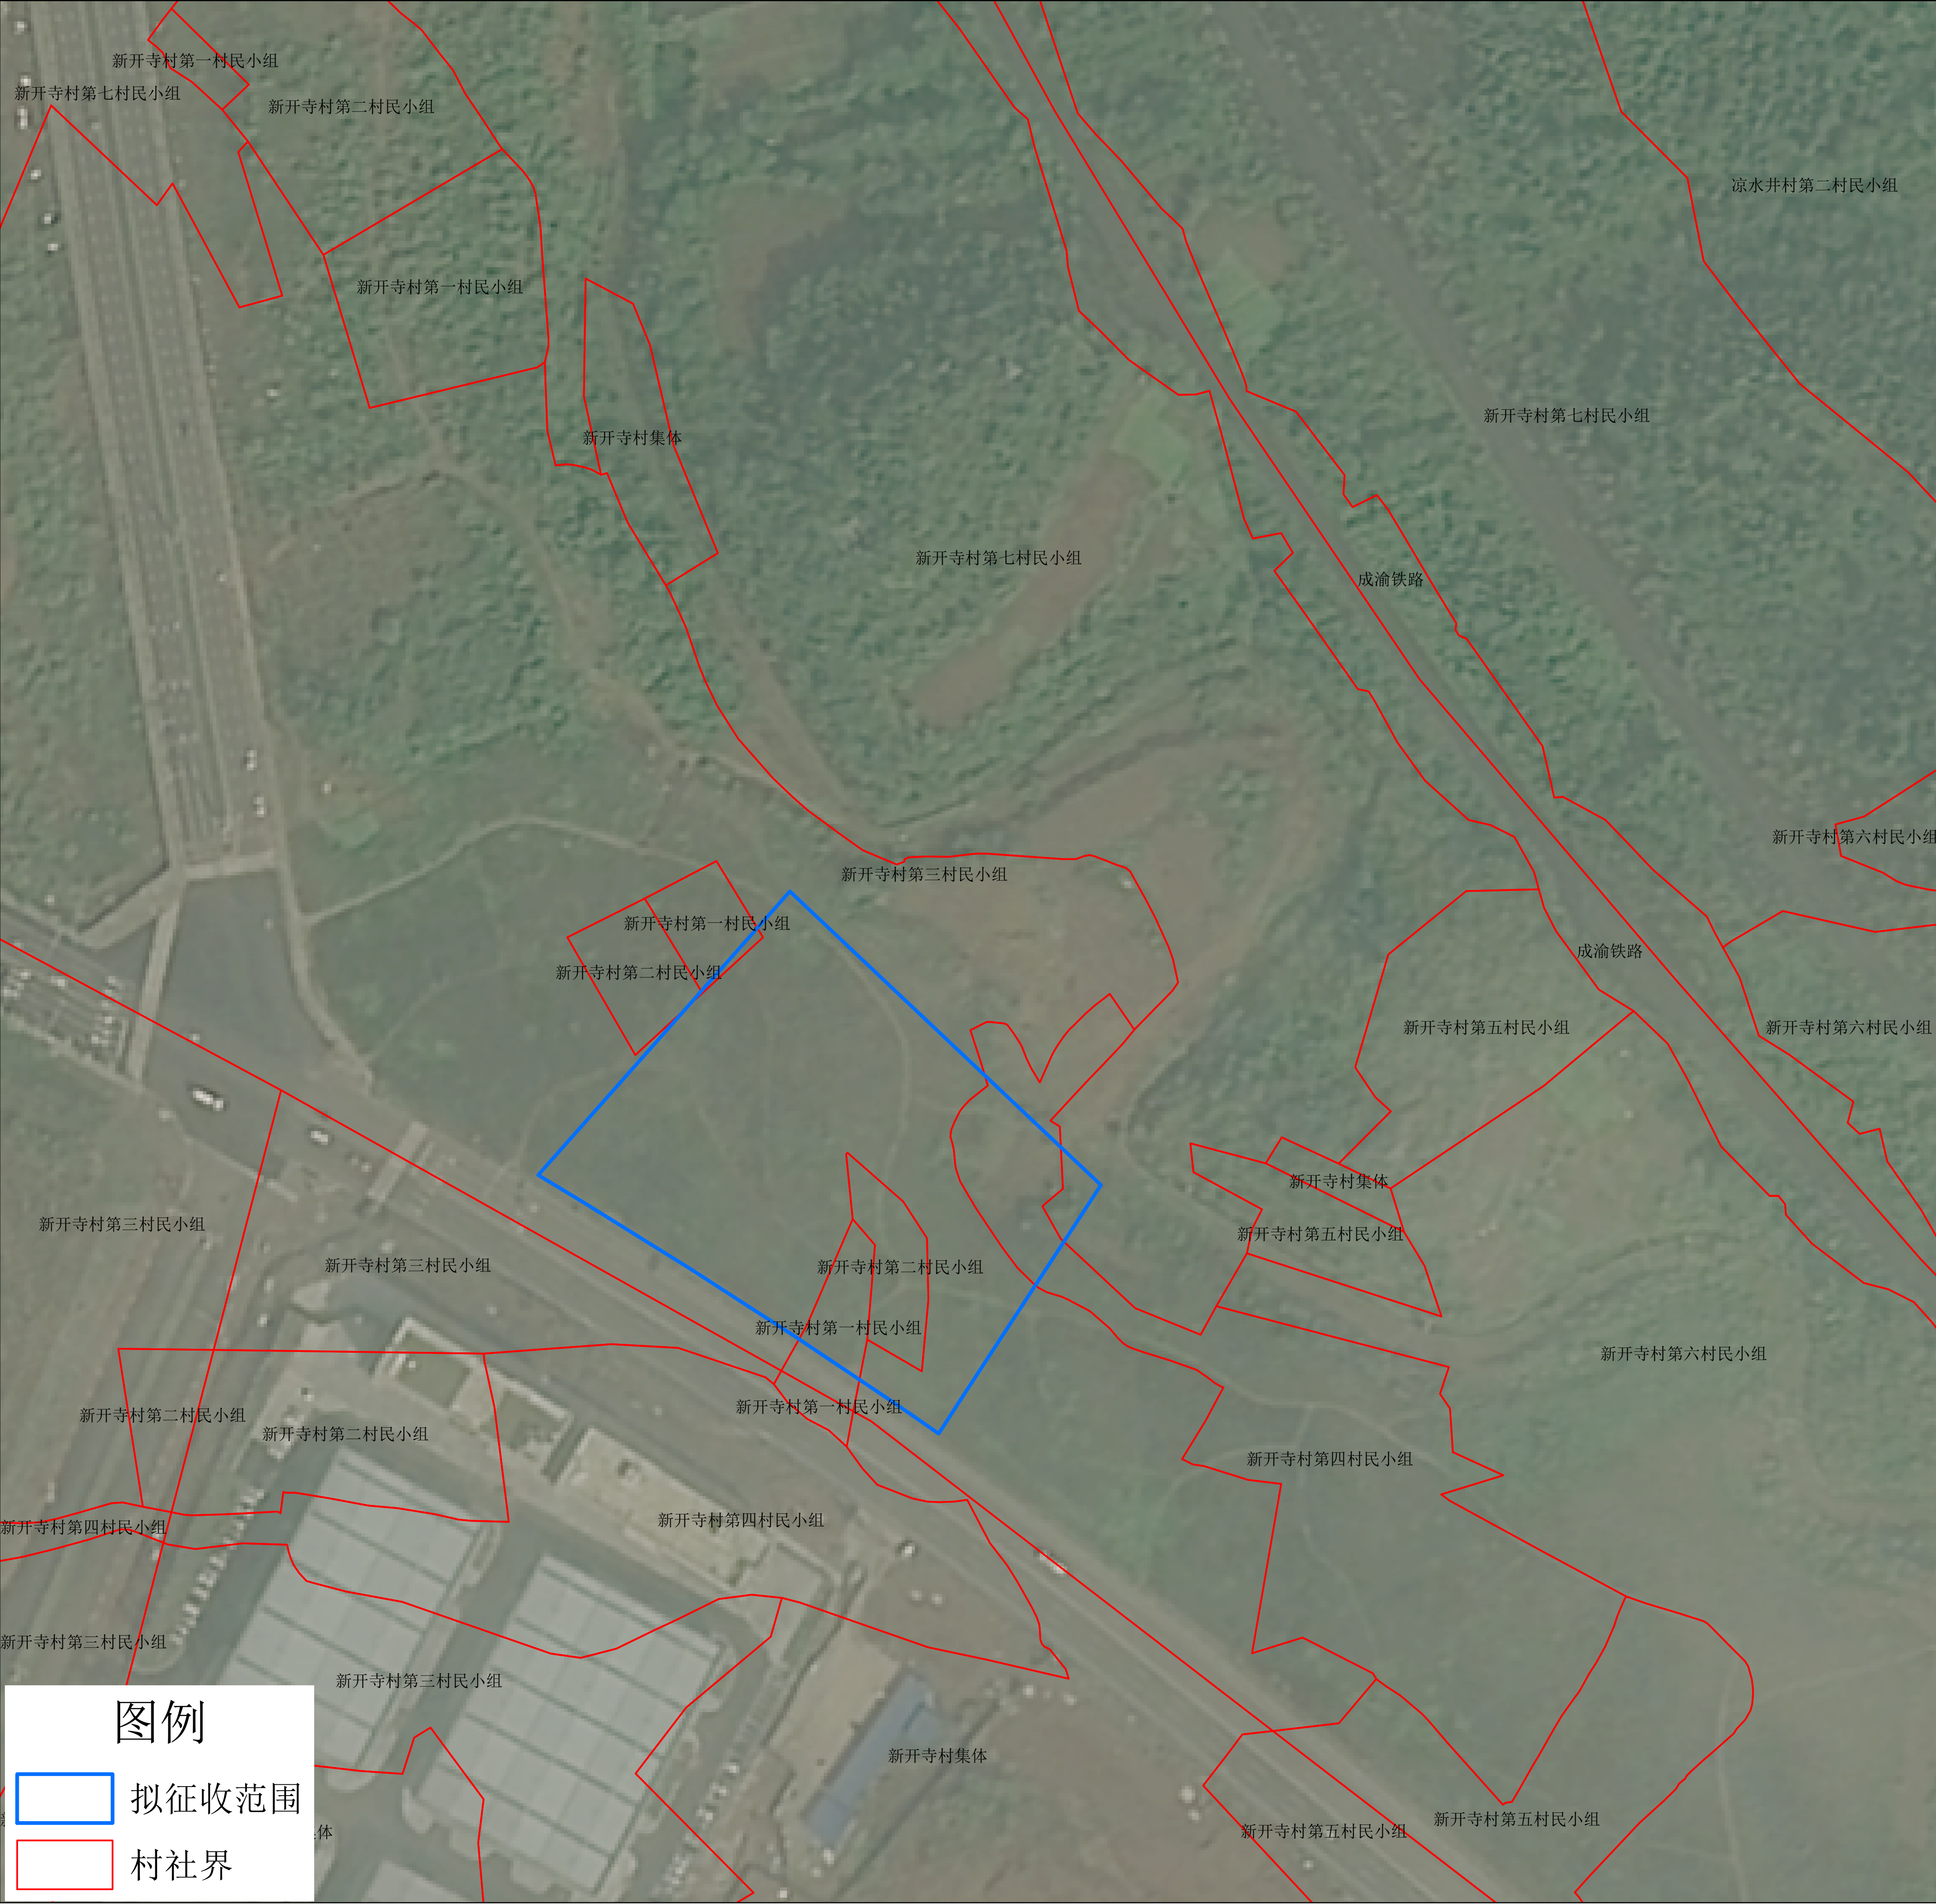 新开寺村第一村民小组
新开寺村第七村民小组
新开寺村第二村民小组
凉水井村第二村民小组
新开寺村第一村民小组
新开寺村第七村民小组
新开寺村集体
新开寺村第七村民小组
成渝铁路
新开寺村第六村民小组
新开寺村第三村民小组
新开寺村第一村民小组
成渝铁路
新开寺村第二村民小组
新开寺村第五村民小组
新开寺村第六村民小组
新开寺村集体
新开寺村第三村民小组
新开寺村第五村民小组
新开寺村第三村民小组
新开寺村第二村民小组
新开寺村第一村民小组
新开寺村第六村民小组
新开寺村第一村民小组
新开寺村第二村民小组
新开寺村第二村民小组
新开寺村第四村民小组
新开寺村第四村民小组
新开寺村第四村民小组
新开寺村第三村民小组
新开寺村第三村民小组
新开寺村集体
新开寺村第五村民小组
新开寺村第五村民小组
体
图例
拟征收范围
村社界